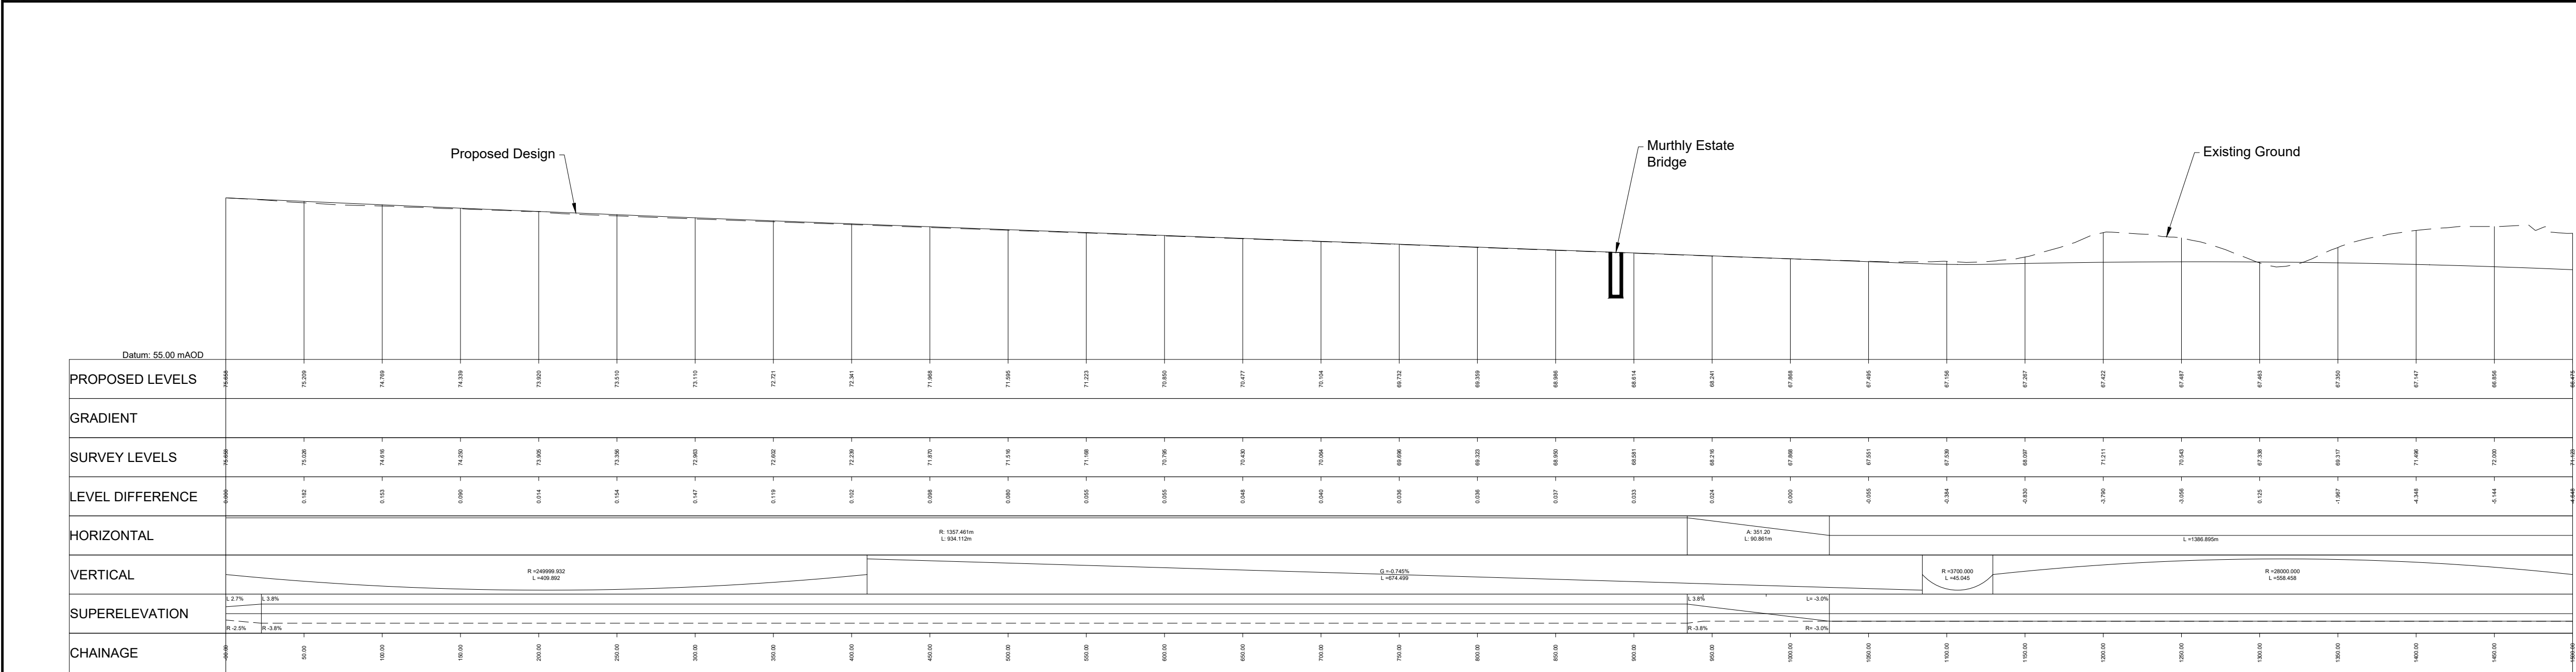 Proposed Design
Murthly Estate
Bridge
Existing Ground
Datum: 55.00 mAOD
PROPOSED LEVELS 75.209 74.769 74.339 73.920 73.510 73.110 72.721 72.341 71.968 71.595 71.223 70.850 70.477 70.104 69.732 69.359 68.986 68.614 68.241 67.868 67.495 67.156 67.267 67.422 67.487 67.463 67.350 67.147 66.856 66.475
GRADIENT
SURVEY LEVELS 75.026 74.616 74.250 73.905 73.356 72.963 72.602 72.239 71.870 71.516 71.168 70.795 70.430 70.064 69.696 69.323 68.950 68.581 68.216 67.868 67.551 67.539 68.097 71.211 70.543 67.338 69.317 71.496 72.000 71.123
LEVEL DIFFERENCE 0.000 0.182 0.153 0.090 0.014 0.154 0.147 0.119 0.102 0.098 0.080 0.055 0.055 0.048 0.040 0.036 0.036 0.037 0.033 0.024 0.000 -0.055 -0.384 -0.830 -3.790 -3.056 0.125 -1.967 -4.348 -5.144 -4.648
HORIZONTAL
R: 1357.461m
L: 934.112m
A: 351.20
L: 90.861m
L =1386.895m
VERTICAL
R =249999.932
L =409.892
G =-0.745%
L =674.499
R =3700.000
L =45.045
R =28000.000
L =558.458
SUPERELEVATION
L 2.7% L 3.8% L 3.8% L= -3.0%
R -2.5% R -3.8% R -3.8% R= -3.0%
CHAINAGE 50.00 100.00 150.00 200.00 250.00 300.00 350.00 400.00 450.00 500.00 550.00 600.00 650.00 700.00 750.00 800.00 850.00 900.00 950.00 1000.00 1050.00 1100.00 1150.00 1200.00 1250.00 1300.00 1350.00 1400.00 1450.00